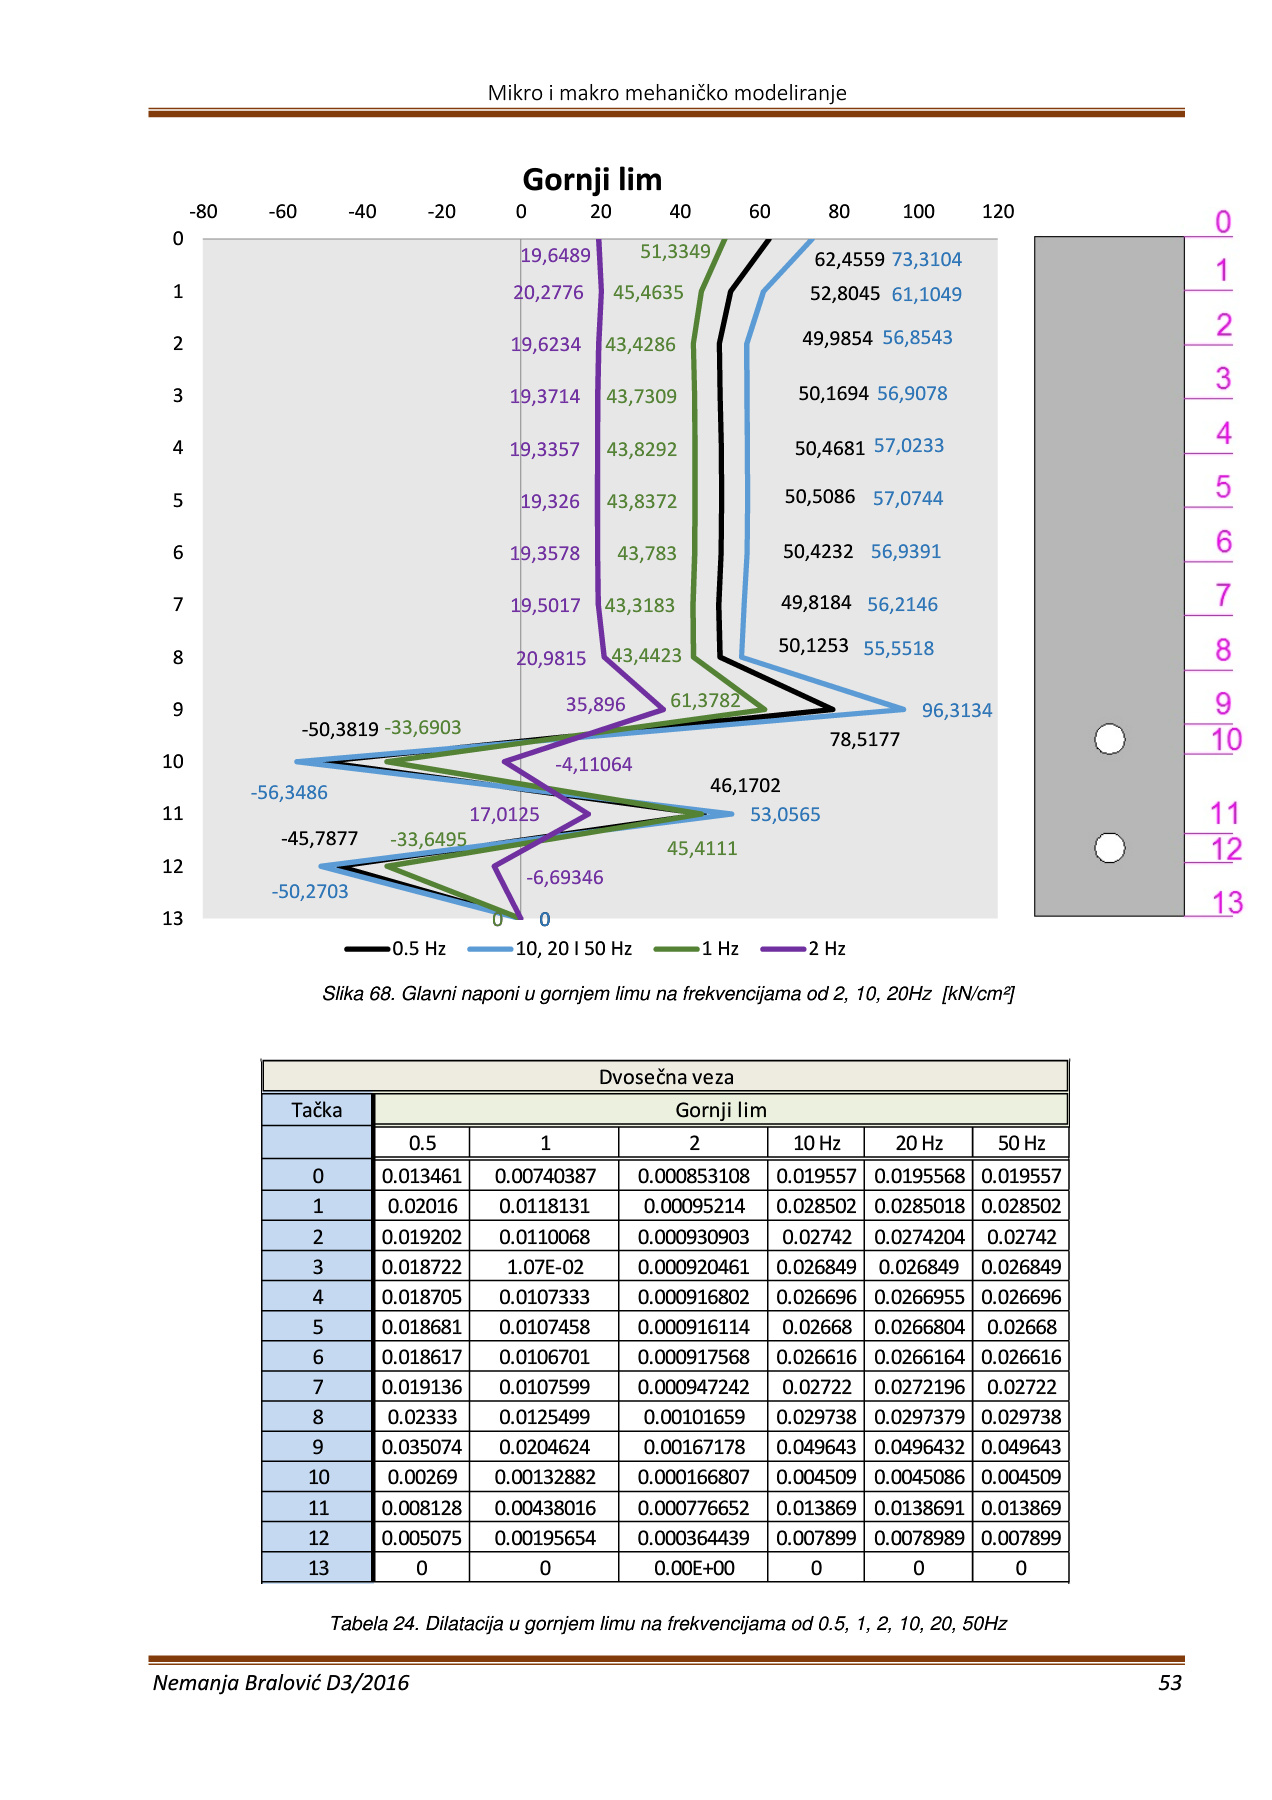 Mikro i makro mehaničko modeliranje
Gornji lim
-80 -60 -40 -20 0 20 40 60 80 100 120
0 19,6489 51,3349 62,4559 73,3104
1 20,2776 45,4635 52,8045 61,1049
2 19,6234 43,4286 49,9854 56,8543
3 19,3714 43,7309 50,1694 56,9078
4 19,3357 43,8292 50,4681 57,0233
5 19,326 43,8372 50,5086 57,0744
6 19,3578 43,783 50,4232 56,9391
7 19,5017 43,3183 49,8184 56,2146
8 20,9815 43,4423 50,1253 55,5518
9 35,896 61,3782 96,3134
-50,3819 -33,6903 78,5177
10 -4,11064
-56,3486 46,1702
11 17,0125 53,0565
-45,7877 -33,6495 45,4111
12 -6,69346
-50,2703
13 0 0
0
1
2
3
4
5
6
7
8
9
10
11
12
13
0.5 Hz 10, 20 I 50 Hz 1 Hz 2 Hz
Slika 68. Glavni naponi u gornjem limu na frekvencijama od 2, 10, 20Hz [kN/cm²]
Dvosečna veza
Tačka Gornji lim
0.5 1 2 10 Hz 20 Hz 50 Hz
0 0.013461 0.00740387 0.000853108 0.019557 0.0195568 0.019557
1 0.02016 0.0118131 0.00095214 0.028502 0.0285018 0.028502
2 0.019202 0.0110068 0.000930903 0.02742 0.0274204 0.02742
3 0.018722 1.07E-02 0.000920461 0.026849 0.026849 0.026849
4 0.018705 0.0107333 0.000916802 0.026696 0.0266955 0.026696
5 0.018681 0.0107458 0.000916114 0.02668 0.0266804 0.02668
6 0.018617 0.0106701 0.000917568 0.026616 0.0266164 0.026616
7 0.019136 0.0107599 0.000947242 0.02722 0.0272196 0.02722
8 0.02333 0.0125499 0.00101659 0.029738 0.0297379 0.029738
9 0.035074 0.0204624 0.00167178 0.049643 0.0496432 0.049643
10 0.00269 0.00132882 0.000166807 0.004509 0.0045086 0.004509
11 0.008128 0.00438016 0.000776652 0.013869 0.0138691 0.013869
12 0.005075 0.00195654 0.000364439 0.007899 0.0078989 0.007899
13 0 0 0.00E+00 0 0 0
Tabela 24. Dilatacija u gornjem limu na frekvencijama od 0.5, 1, 2, 10, 20, 50Hz
Nemanja Bralović D3/2016 53